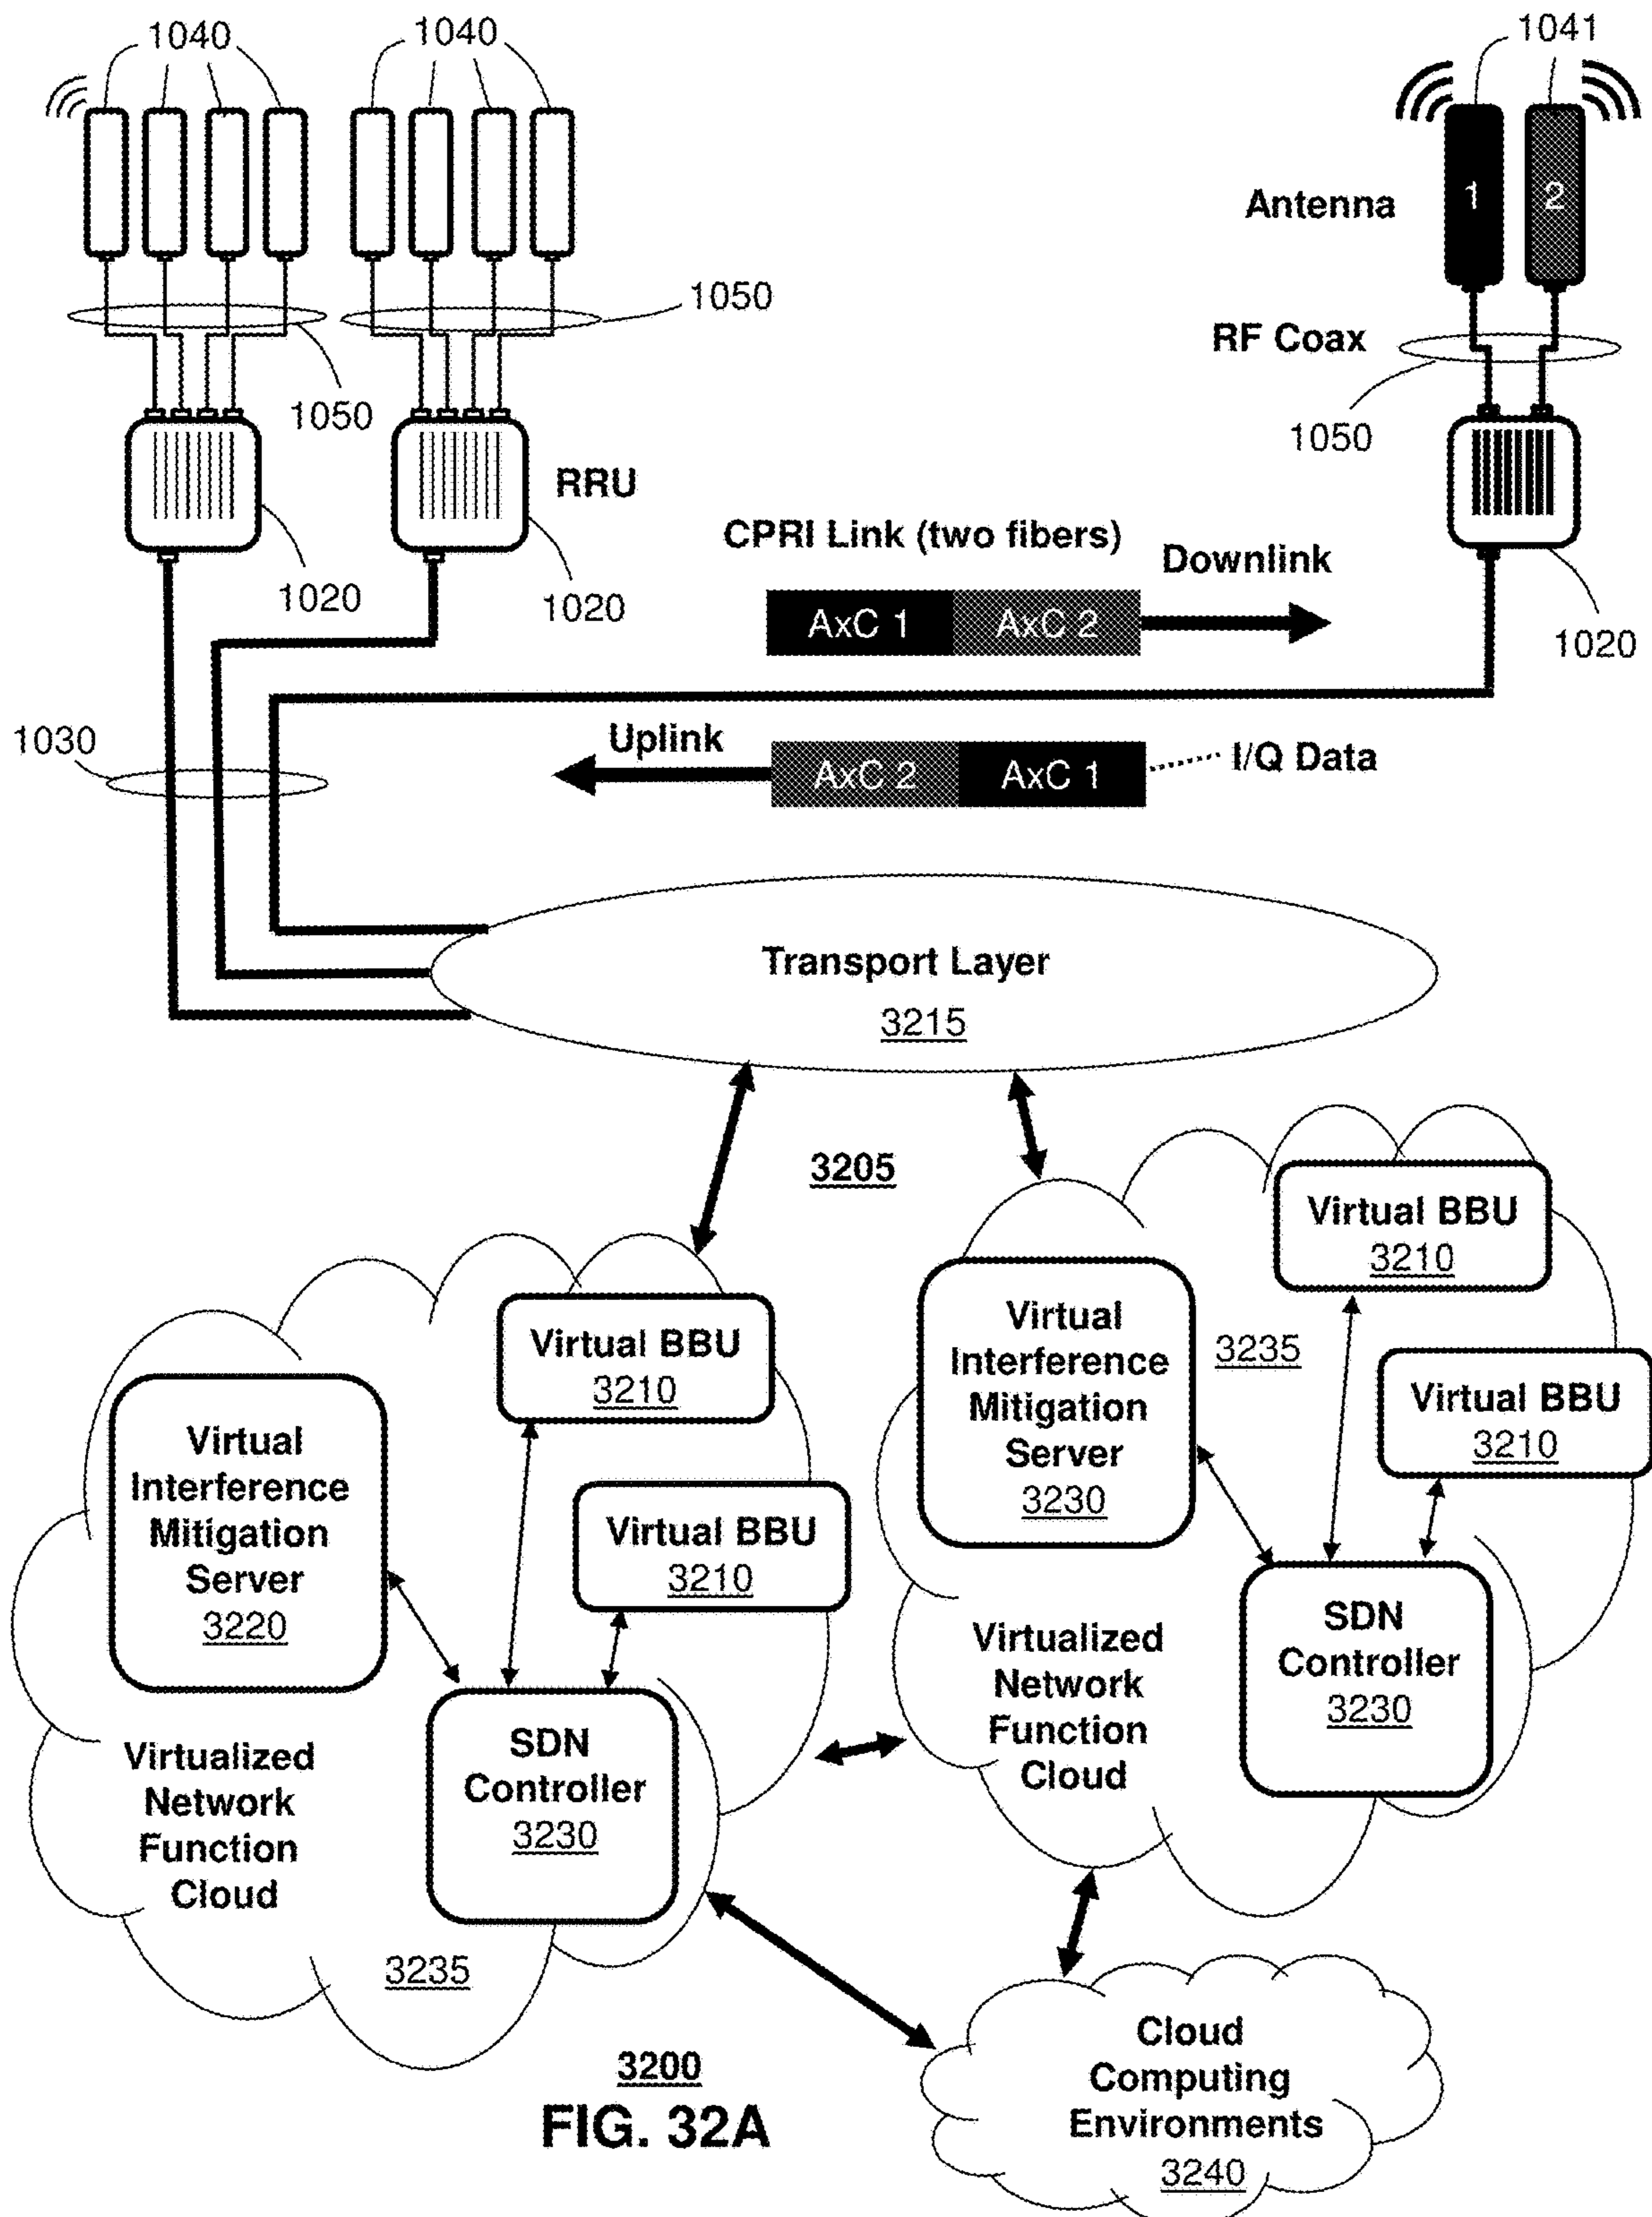 1040
1040
1041
Antenna
1
2
1050
RF Coax
1050
1050
RRU
CPRI Link (two fibers)
Downlink
1020
1020
AxC 1
AxC 2
1020
1030
Uplink
AxC 2
AxC 1
I/Q Data
Transport Layer
3215
3205
Virtual BBU
3210
Virtual
Interference
Mitigation
Server
3230
3235
Virtual BBU
3210
SDN
Controller
3230
Virtualized
Network
Function
Cloud
Virtual BBU
3210
Virtual
Interference
Mitigation
Server
3220
Virtual BBU
3210
SDN
Controller
3230
Virtualized
Network
Function
Cloud
3235
Cloud
Computing
Environments
3240
3200
FIG. 32A